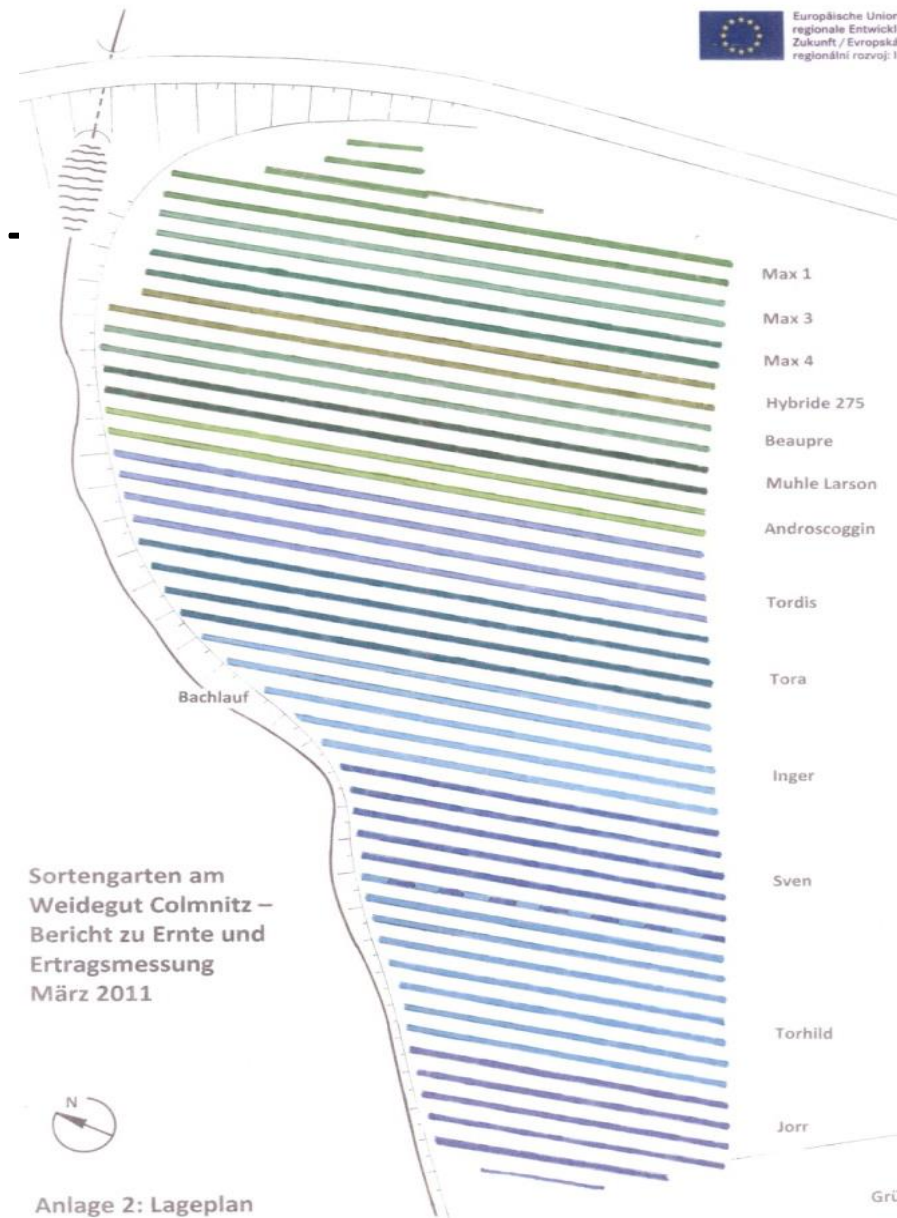 Europäische Union
regionale Entwickl
Zukunft / Evropská
regionální rozvoj: I
Max 1
Max 3
Max 4
Hybride 275
Beaupre
Muhle Larson
Androscoggin
Tordis
Tora
Bachlauf
Inger
Sven
Sortengarten am
Weidegut Colmnitz –
Bericht zu Ernte und
Ertragsmessung
März 2011
Torhild
N
Jorr
Grü
Anlage 2: Lageplan